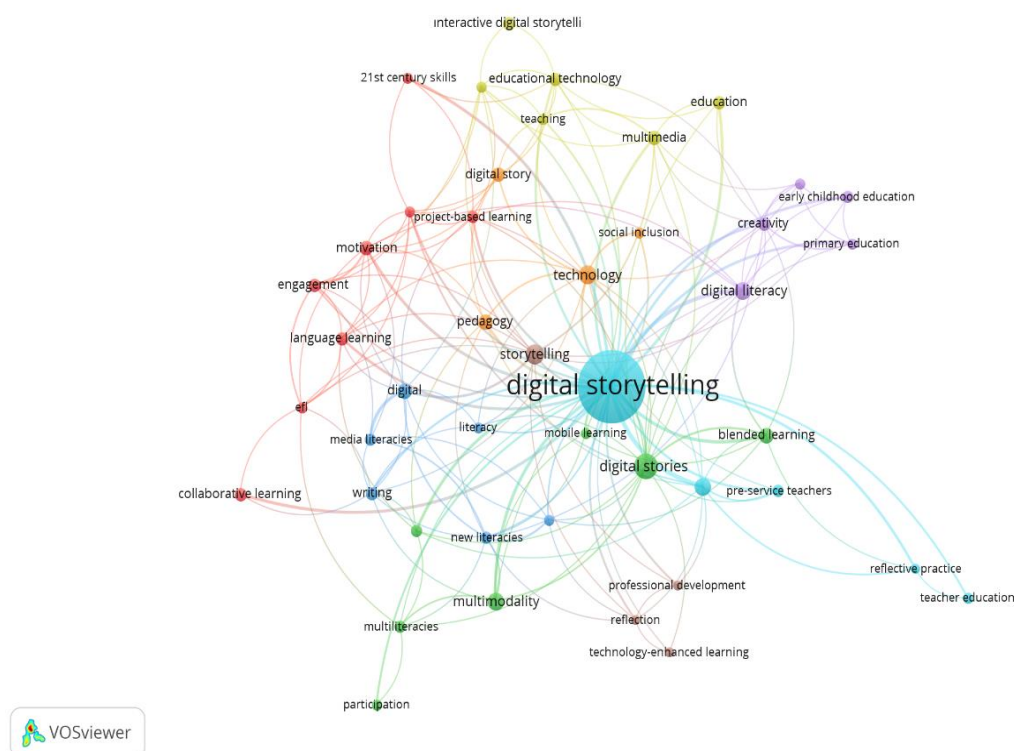 interactive digital storytelli
21st century skills
educational technology
education
teaching
multimedia
digital story
early childhood education
project-based learning
creativity
social inclusion
primary education
motivation
technology
engagement
digital literacy
pedagogy
language learning
storytelling
digital storytelling
digital
efl
literacy
mobile learning
blended learning
media literacies
digital stories
collaborative learning
writing
pre-service teachers
new literacies
reflective practice
professional development
teacher education
multimodality
reflection
multiliteracies
technology-enhanced learning
participation
VOSviewer